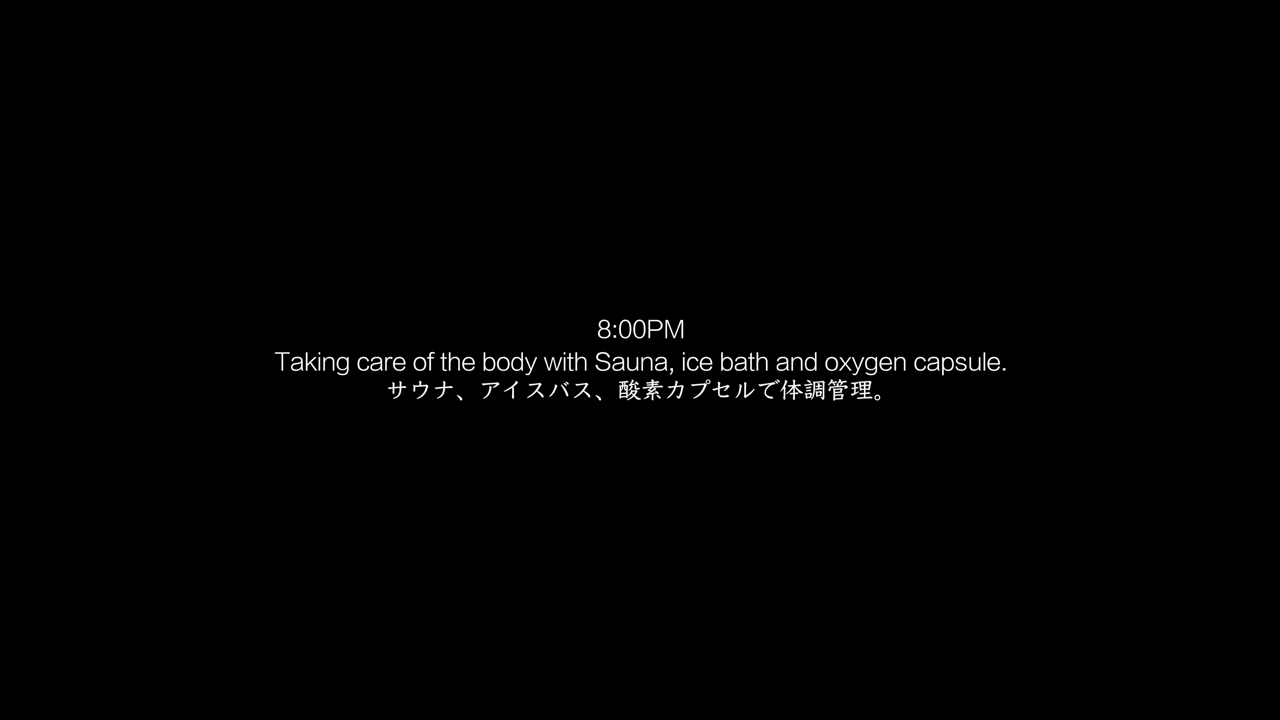 8:00PM
Taking care of the body with Sauna, ice bath and oxygen capsule.
サウナ、アイスバス、酸素カプセルで体調管理。